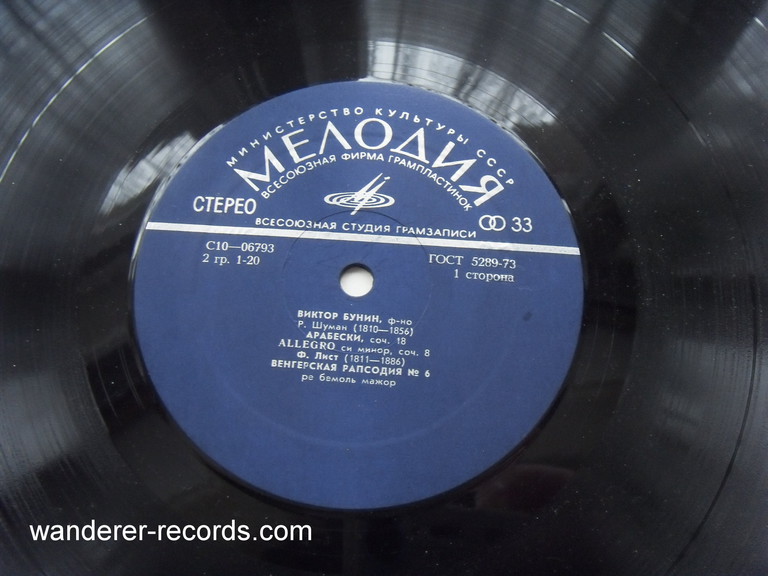 МИНИСТЕРСТВО КУЛЬТУРЫ СССР
МЕЛОДИЯ
ВСЕСОЮЗНАЯ ФИРМА ГРАМПЛАСТИНОК
СТЕРЕО
33
ВСЕСОЮЗНАЯ СТУДИЯ ГРАМЗАПИСИ
С10—06793
ГОСТ 5289-73
2 гр. 1-20
1 сторона
ВИКТОР БУНИН, ф-но
Р. Шуман (1810—1856)
АРАБЕСКИ, соч. 18
ALLEGRO си минор, соч. 8
Ф. Лист (1811—1886)
ВЕНГЕРСКАЯ РАПСОДИЯ № 6
ре бемоль мажор
wanderer-records.com